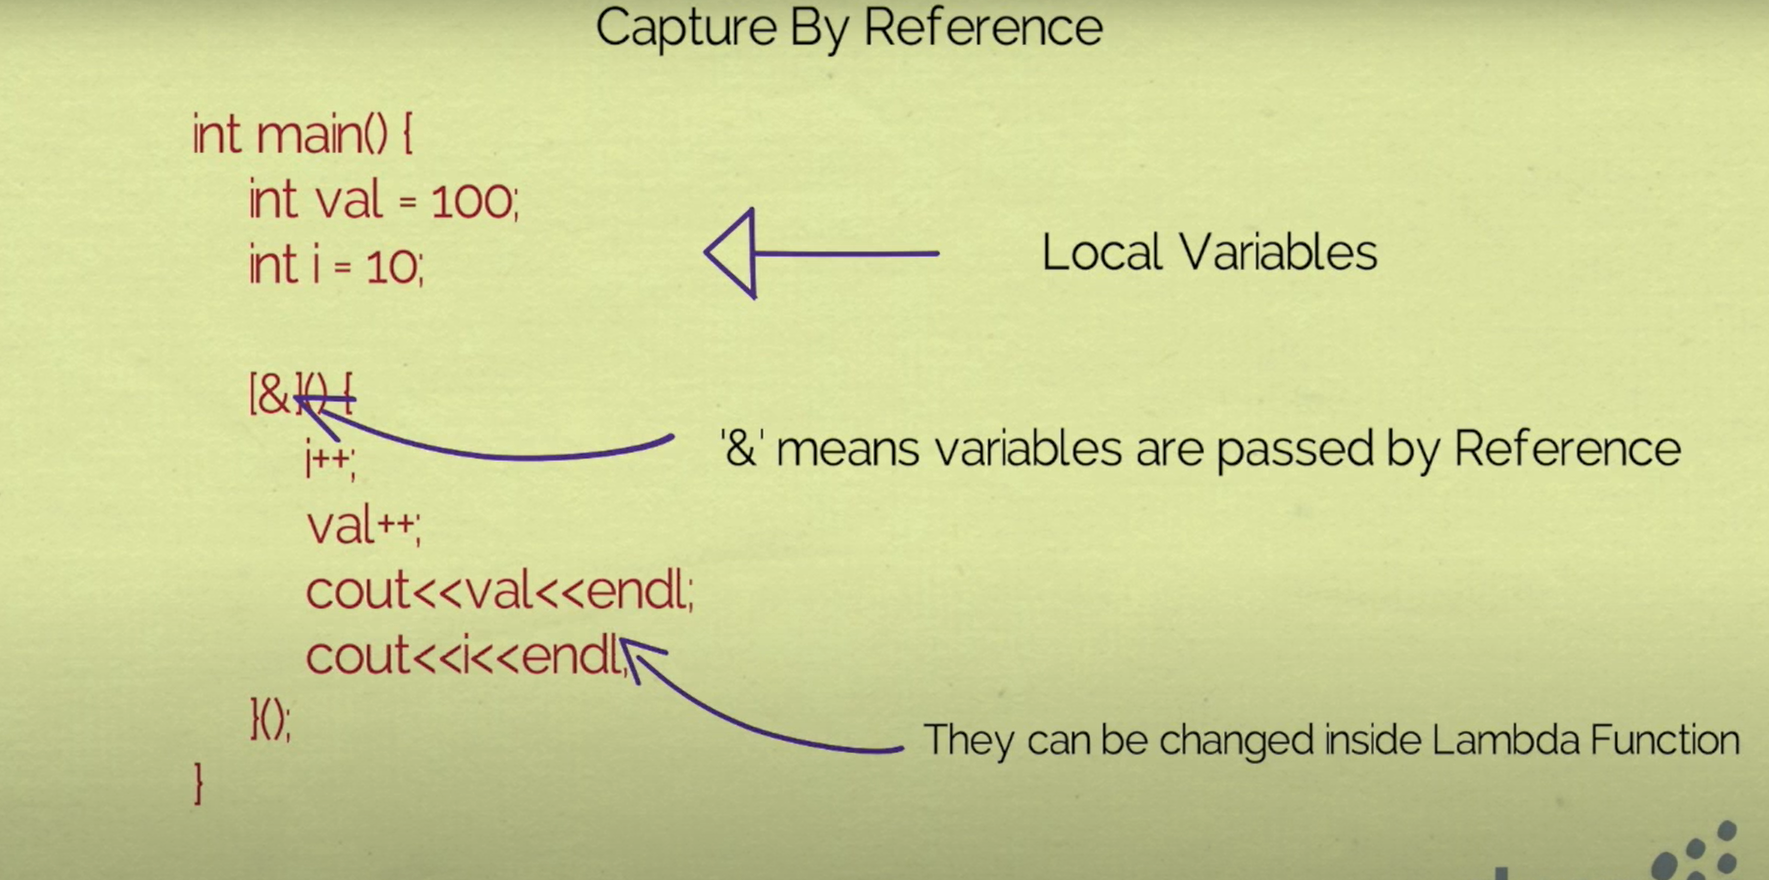 Capture By Reference
int main() {
int val = 100;
int i = 10;
Local Variables
[&]() {
'&' means variables are passed by Reference
i++;
val++;
cout<<val<<endl;
cout<<i<<endl;
}();
They can be changed inside Lambda Function
}